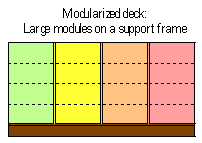 Modularized deck:
Large modules on a support frame